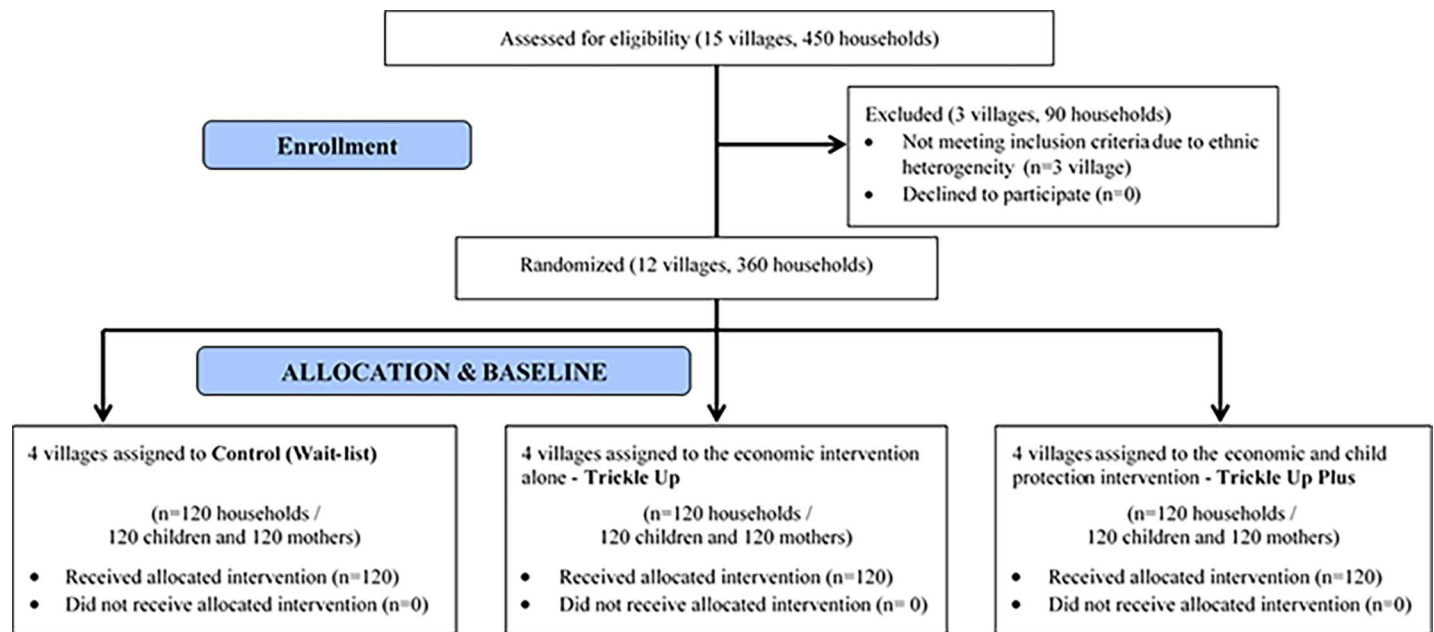 Assessed for eligibility (15 villages, 450 households)
Excluded (3 villages, 90 households)
• Not meeting inclusion criteria due to ethnic
heterogeneity (n=3 village)
• Declined to participate (n=0)
Enrollment
Randomized (12 villages, 360 households)
ALLOCATION & BASELINE
4 villages assigned to Control (Wait-list)
(n=120 households /
120 children and 120 mothers)
• Received allocated intervention (n=120)
• Did not receive allocated intervention (n=0)
4 villages assigned to the economic intervention
alone - Trickle Up
(n=120 households /
120 children and 120 mothers)
• Received allocated intervention (n=120)
• Did not receive allocated intervention (n= 0)
4 villages assigned to the economic and child
protection intervention - Trickle Up Plus
(n=120 households /
120 children and 120 mothers)
• Received allocated intervention (n=120)
• Did not receive allocated intervention (n=0)